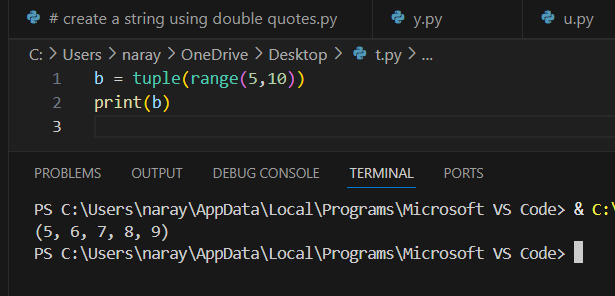 # create a string using double quotes.py y.py u.py
C: > Users > naray > OneDrive > Desktop > t.py > ...
1 b = tuple(range(5,10))
2 print(b)
3
PROBLEMS OUTPUT DEBUG CONSOLE TERMINAL PORTS
PS C:\Users\naray\AppData\Local\Programs\Microsoft VS Code> & C:\
(5, 6, 7, 8, 9)
PS C:\Users\naray\AppData\Local\Programs\Microsoft VS Code>